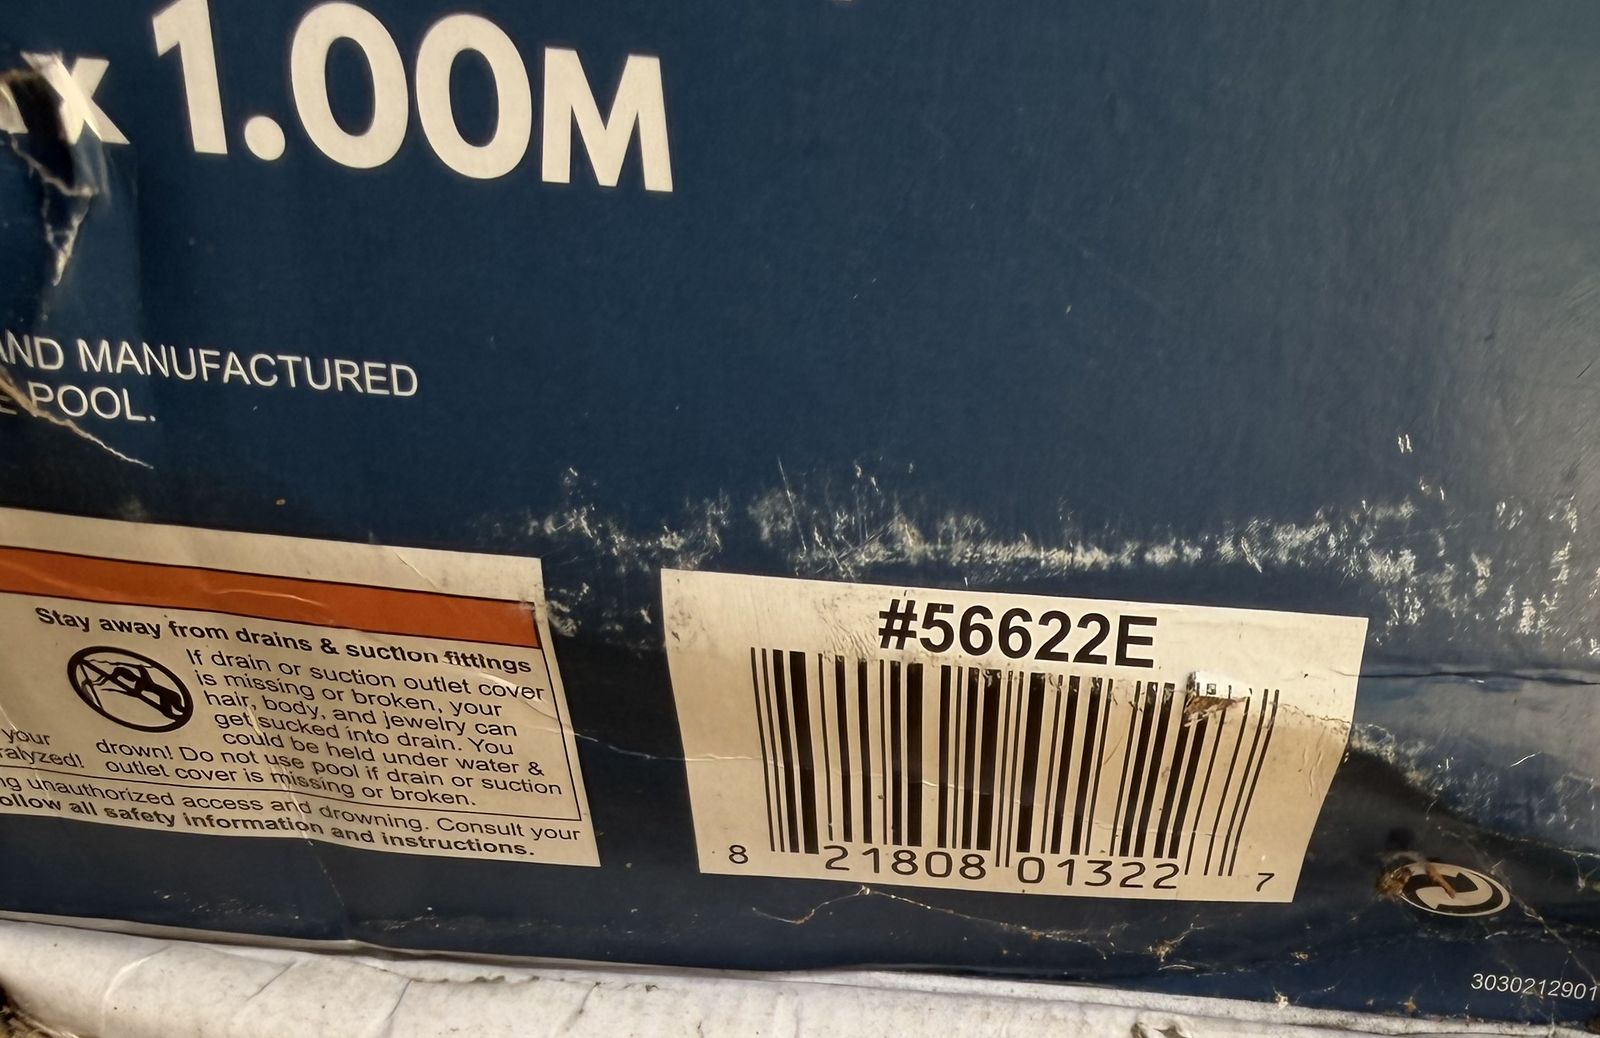 x 1.00M
AND MANUFACTURED
POOL.
Stay away from drains & suction fittings
If drain or suction outlet cover
is missing or broken, your
hair, body, and jewelry can
get sucked into drain. You
could be held under water &
drown! Do not use pool if drain or suction
outlet cover is missing or broken.
your
ralyzed!
ng unauthorized access and drowning. Consult your
ollow all safety information and instructions.
#56622E
8 21808 01322 7
3030212901